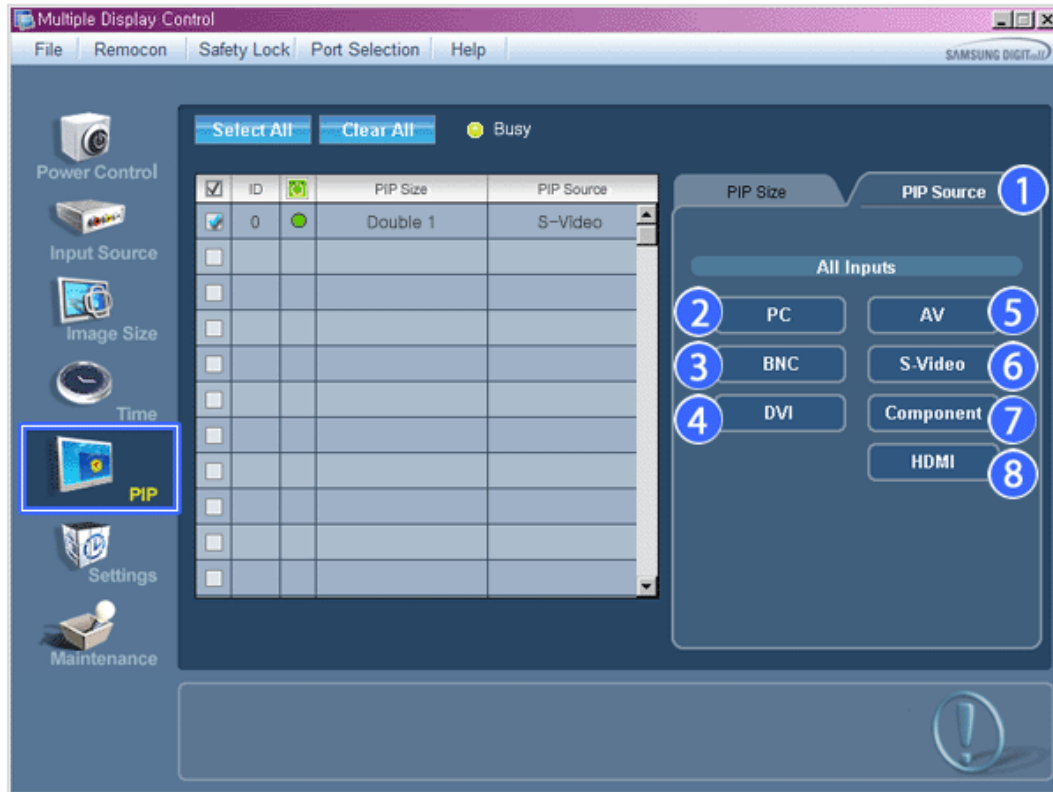 Multiple Display Control
File Remocon Safety Lock Port Selection Help
SAMSUNG DIGITall
Select All Clear All Busy
Power Control
ID PIP Size PIP Source
PIP Size PIP Source 1
0 Double 1 S-Video
Input Source
All Inputs
2 PC AV 5
Image Size
3 BNC S-Video 6
4 DVI Component 7
Time
HDMI 8
PIP
Settings
Maintenance